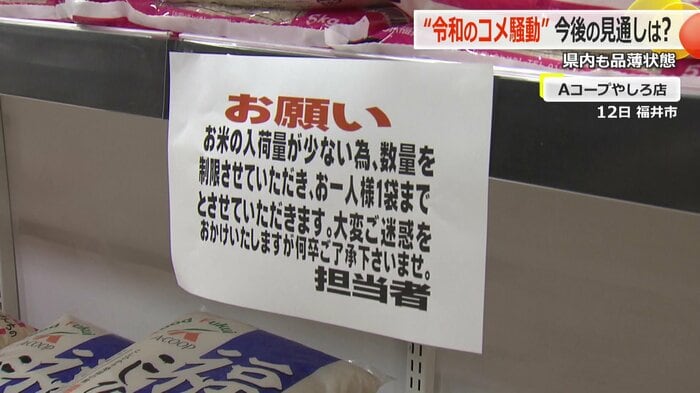 “令和のコメ騒動”今後の見通しは?
県内も品薄状態
Aコープやしろ店
12日 福井市
5kg
お願い
お米の入荷量が少ない為、数量を
制限させていただき、お一人様1袋まで
とさせていただきます。大変ご迷惑を
おかけいたしますが何卒ご了承下さいませ。
担当者
A-COOP
福